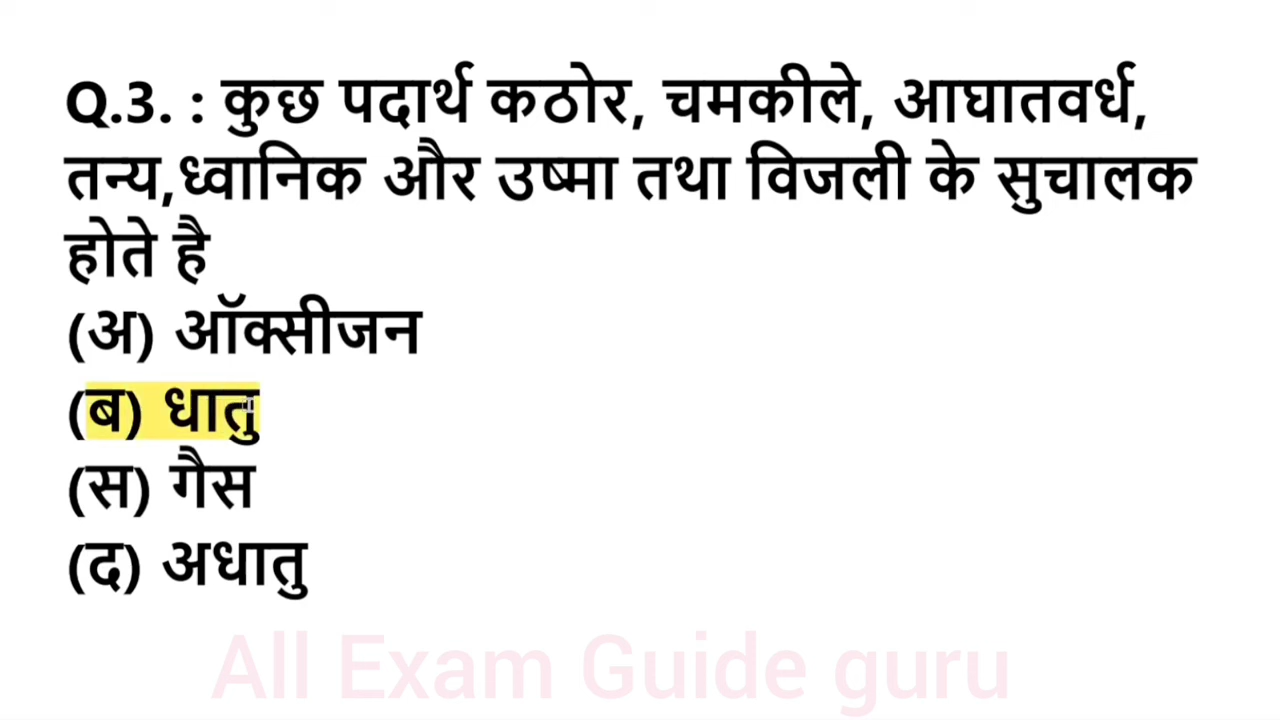 Q.3. : कुछ पदार्थ कठोर, चमकीले, आघातवर्ध,
तन्य,ध्वानिक और उष्मा तथा विजली के सुचालक
होते है
(अ) ऑक्सीजन
(ब) धातु
(स) गैस
(द) अधातु
All Exam Guide guru